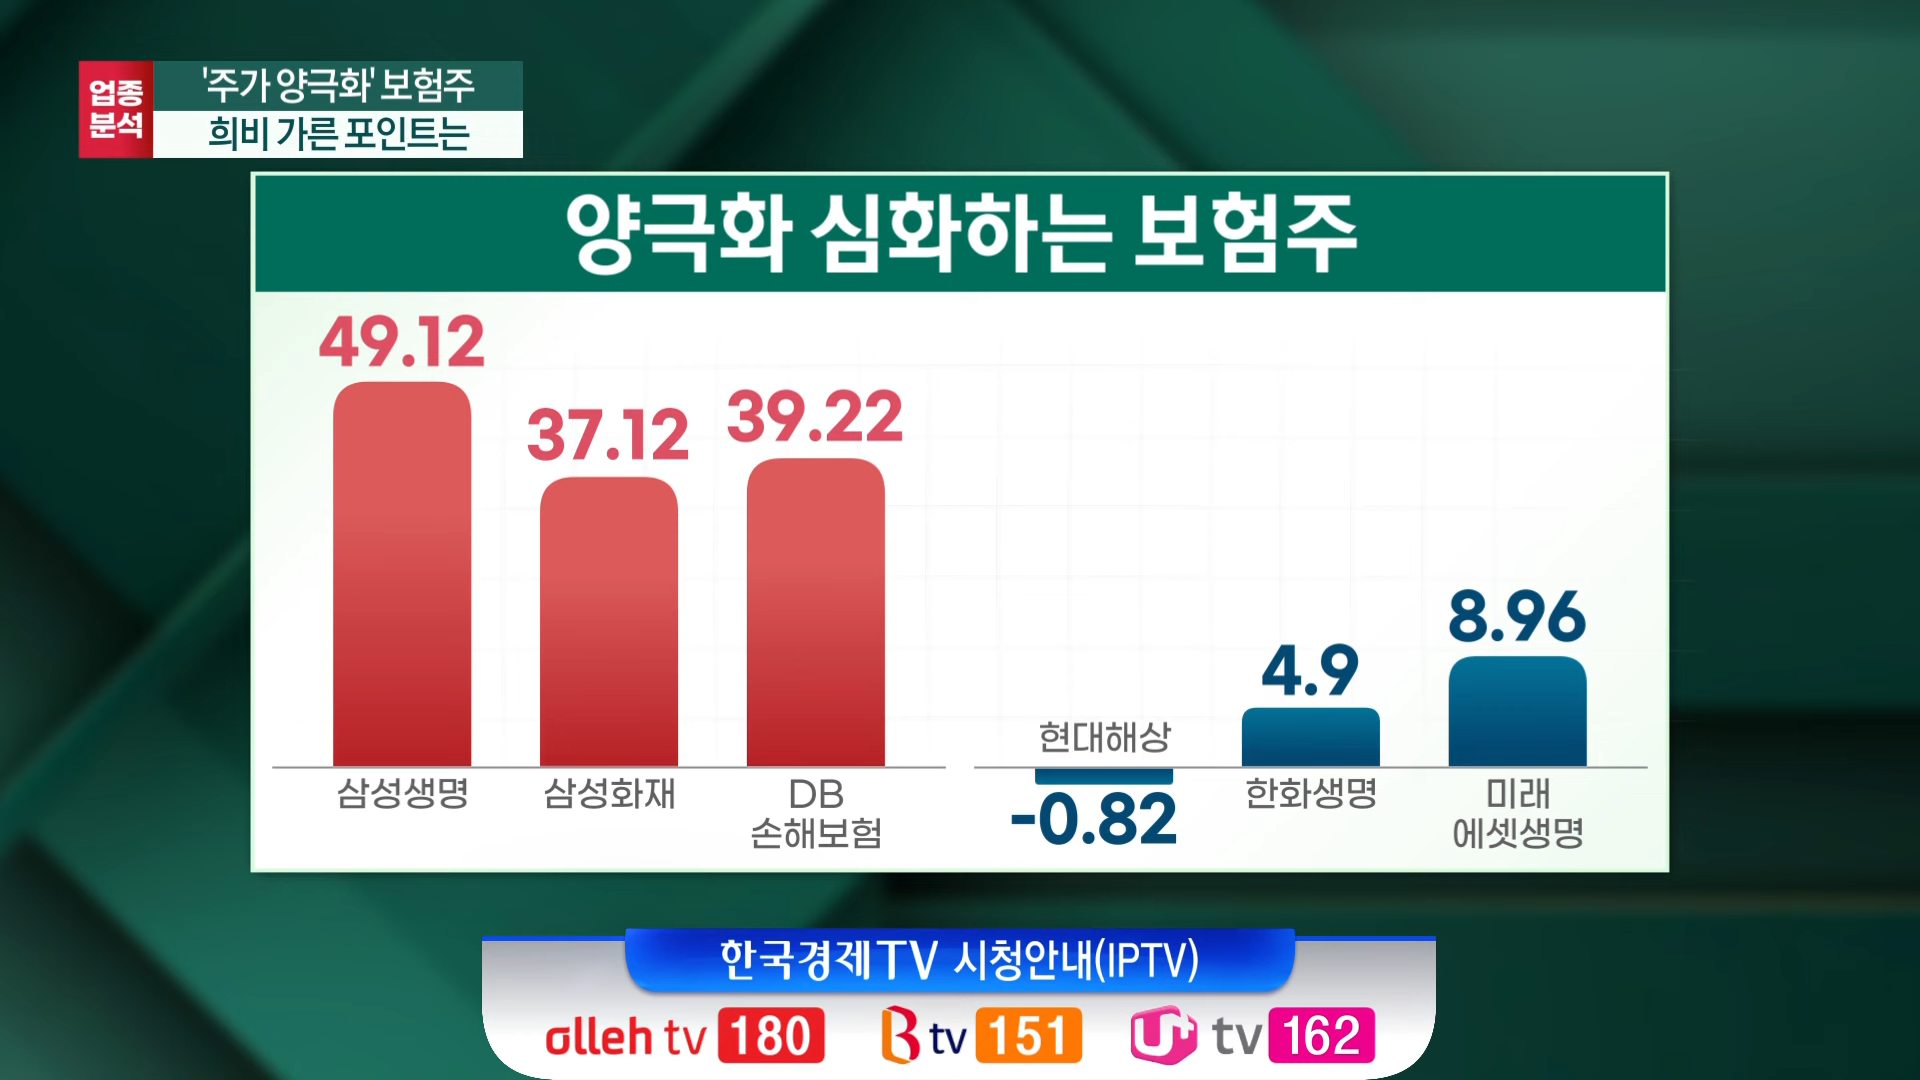 업종
분석
'주가 양극화' 보험주
희비 가른 포인트는
양극화 심화하는 보험주
49.12
37.12
39.22
삼성생명
삼성화재
DB
손해보험
현대해상
-0.82
4.9
8.96
한화생명
미래
에셋생명
한국경제TV 시청안내(IPTV)
olleh tv 180
B tv 151
U+ tv 162